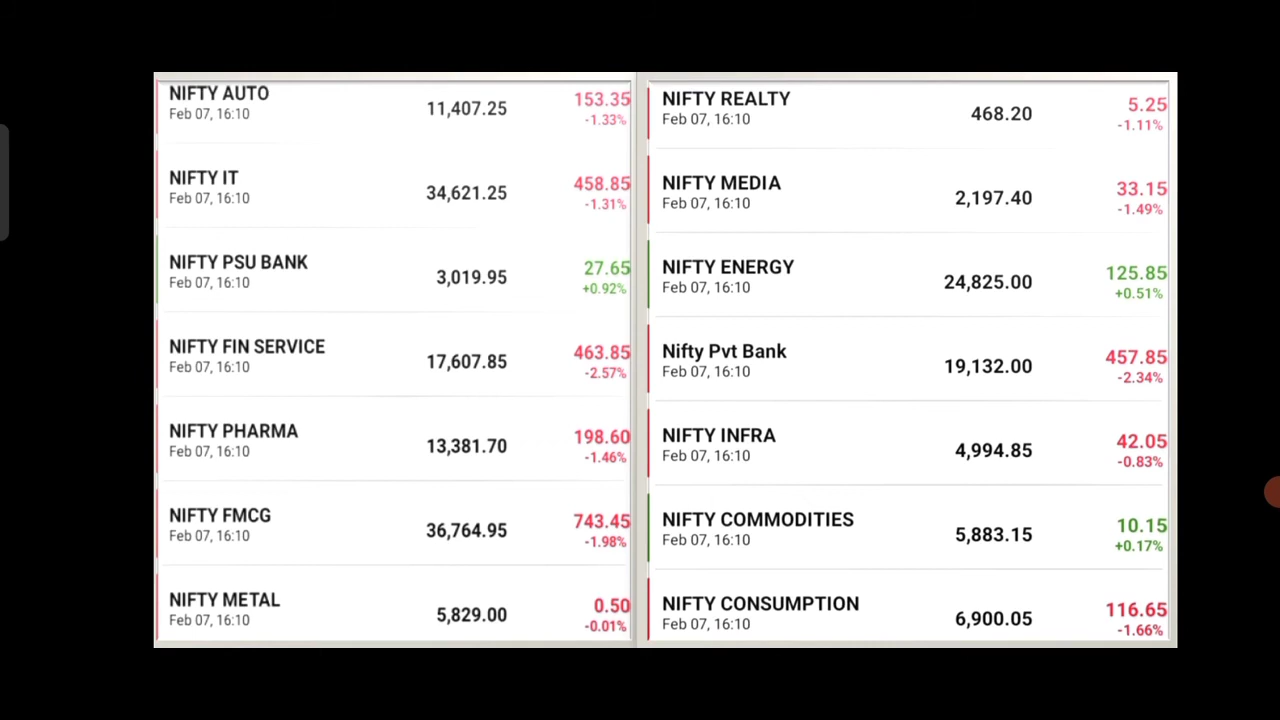 NIFTY AUTO
Feb 07, 16:10
11,407.25
153.35
-1.33%
NIFTY IT
Feb 07, 16:10
34,621.25
458.85
-1.31%
NIFTY PSU BANK
Feb 07, 16:10
3,019.95
27.65
+0.92%
NIFTY FIN SERVICE
Feb 07, 16:10
17,607.85
463.85
-2.57%
NIFTY PHARMA
Feb 07, 16:10
13,381.70
198.60
-1.46%
NIFTY FMCG
Feb 07, 16:10
36,764.95
743.45
-1.98%
NIFTY METAL
Feb 07, 16:10
5,829.00
0.50
-0.01%
NIFTY REALTY
Feb 07, 16:10
468.20
5.25
-1.11%
NIFTY MEDIA
Feb 07, 16:10
2,197.40
33.15
-1.49%
NIFTY ENERGY
Feb 07, 16:10
24,825.00
125.85
+0.51%
Nifty Pvt Bank
Feb 07, 16:10
19,132.00
457.85
-2.34%
NIFTY INFRA
Feb 07, 16:10
4,994.85
42.05
-0.83%
NIFTY COMMODITIES
Feb 07, 16:10
5,883.15
10.15
+0.17%
NIFTY CONSUMPTION
Feb 07, 16:10
6,900.05
116.65
-1.66%